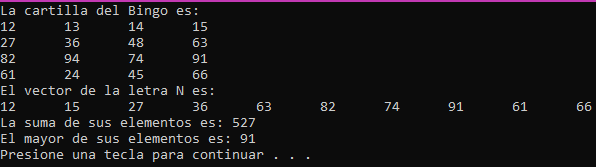 La cartilla del Bingo es:
12 13 14 15
27 36 48 63
82 94 74 91
61 24 45 66
El vector de la letra N es:
12 15 27 36 63 82 74 91 61 66
La suma de sus elementos es: 527
El mayor de sus elementos es: 91
Presione una tecla para continuar . . .